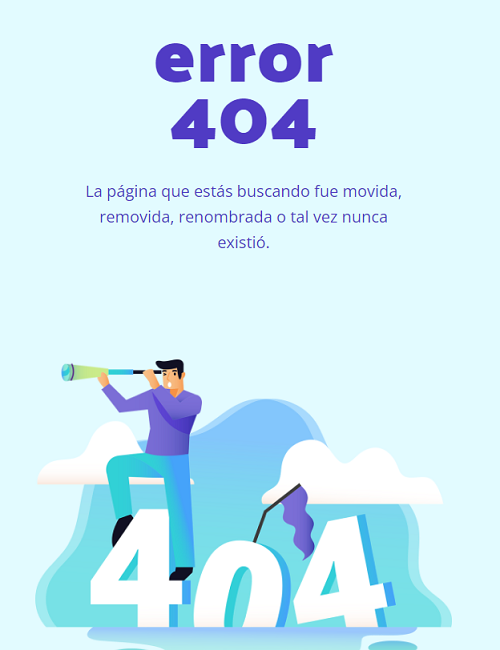 error
404
La página que estás buscando fue movida,
removida, renombrada o tal vez nunca
existió.
404